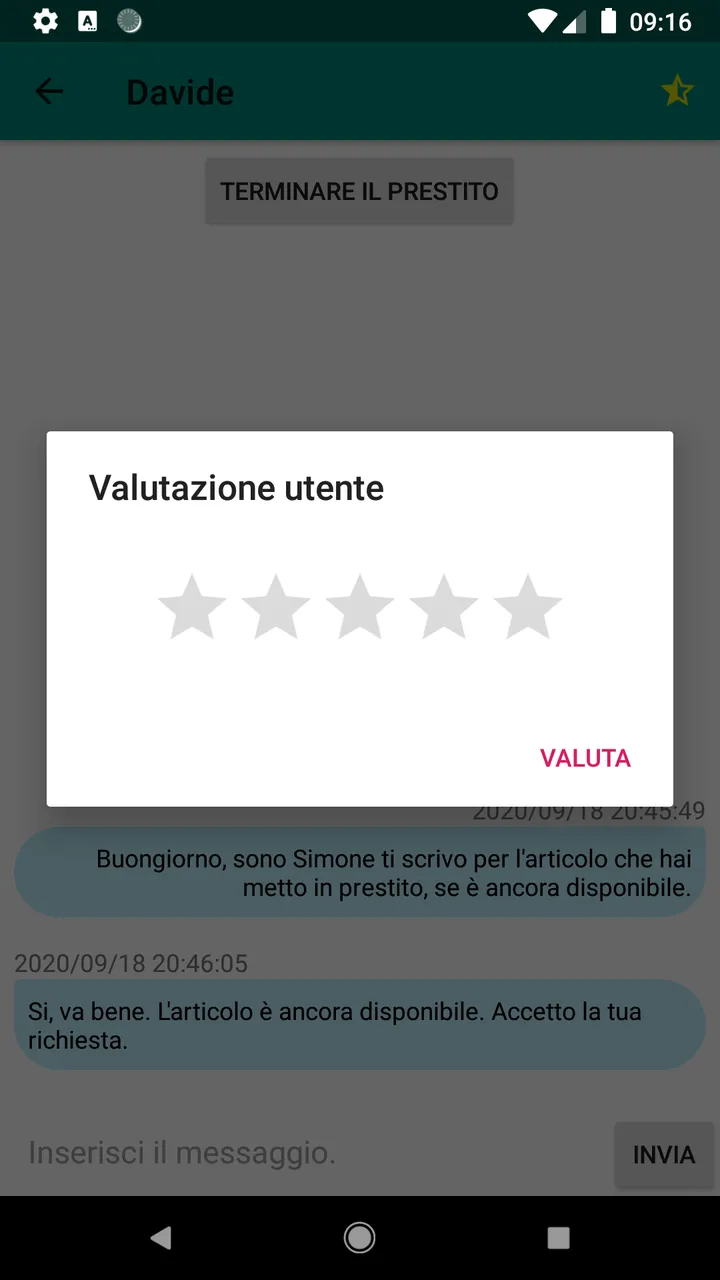 09:16
Davide
TERMINARE IL PRESTITO
Valutazione utente
VALUTA
2020/09/18 20:45:49
Buongiorno, sono Simone ti scrivo per l'articolo che hai
metto in prestito, se è ancora disponibile.
2020/09/18 20:46:05
Si, va bene. L'articolo è ancora disponibile. Accetto la tua
richiesta.
Inserisci il messaggio.
INVIA